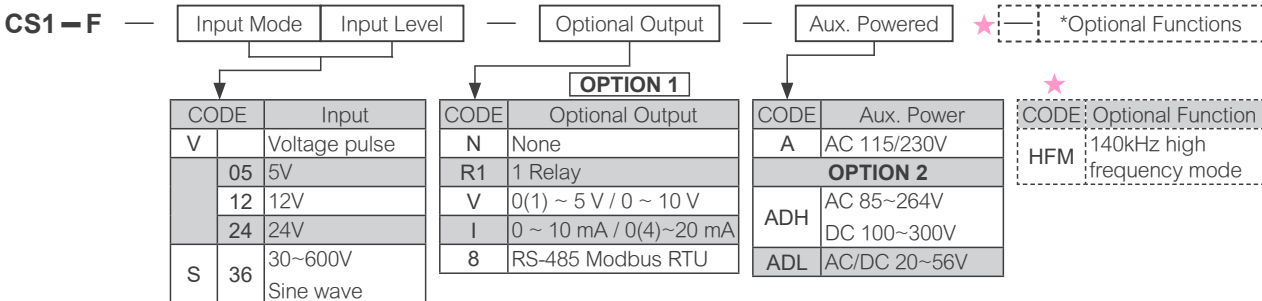 CS1 — F — Input Mode Input Level — Optional Output — Aux. Powered ★ — *Optional Functions
OPTION 1
CODE Input
V Voltage pulse
05 5V
12 12V
24 24V
S 36 30~600V
Sine wave
CODE Optional Output
N None
R1 1 Relay
V 0(1) ~ 5 V / 0 ~ 10 V
I 0 ~ 10 mA / 0(4)~20 mA
8 RS-485 Modbus RTU
CODE Aux. Power
A AC 115/230V
OPTION 2
ADH AC 85~264V
DC 100~300V
ADL AC/DC 20~56V
★
CODE Optional Function
HFM 140kHz high
frequency mode